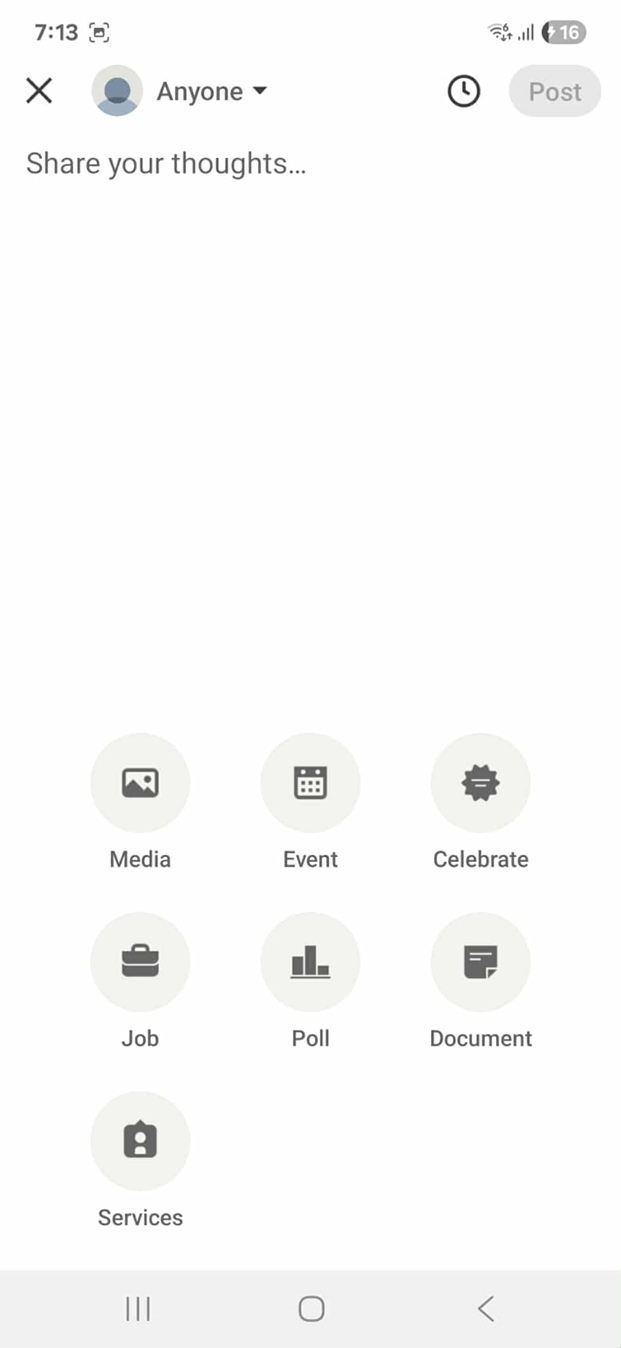 7:13 16
Anyone Post
Share your thoughts...
Media Event Celebrate
Job Poll Document
Services